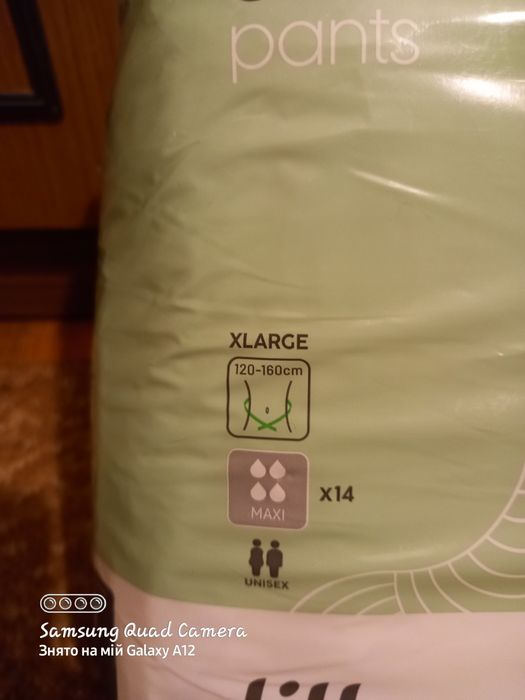 pants
XLARGE
120-160cm
MAXI
x14
UNISEX
Samsung Quad Camera
Знято на мій Galaxy A12